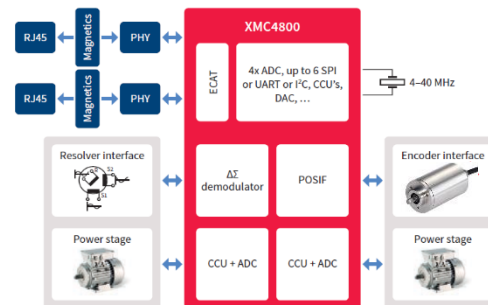 XMC4800
RJ45
Magnetics
PHY
RJ45
Magnetics
PHY
ECAT
4x ADC, up to 6 SPI
or UART or I²C, CCU's,
DAC, ...
4–40 MHz
Resolver interface
S2
S1
ΔΣ
demodulator
POSIF
Encoder interface
Power stage
CCU + ADC
CCU + ADC
Power stage